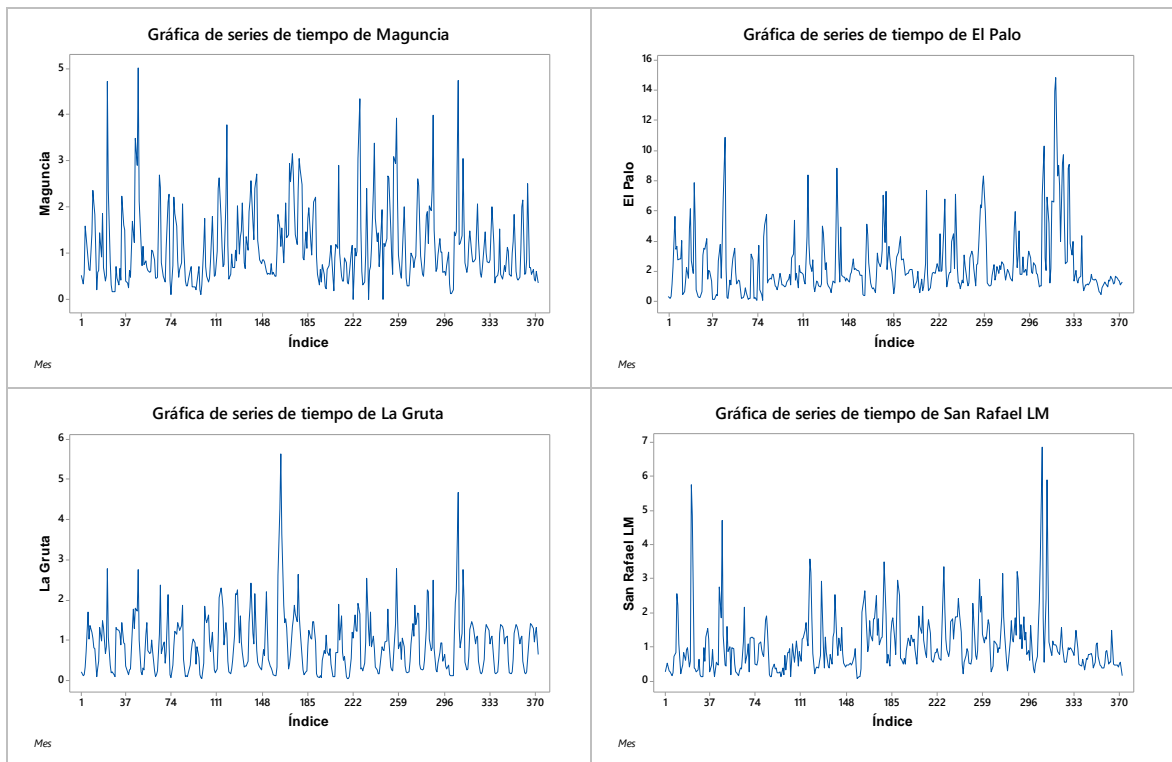 Gráfica de series de tiempo de Maguncia
5
4
3
2
1
0
Maguncia
1 37 74 111 148 185 222 259 296 333 370
Índice
Mes
Gráfica de series de tiempo de El Palo
16
14
12
10
8
6
4
2
0
El Palo
1 37 74 111 148 185 222 259 296 333 370
Índice
Mes
Gráfica de series de tiempo de La Gruta
6
5
4
3
2
1
0
La Gruta
1 37 74 111 148 185 222 259 296 333 370
Índice
Mes
Gráfica de series de tiempo de San Rafael LM
7
6
5
4
3
2
1
0
San Rafael LM
1 37 74 111 148 185 222 259 296 333 370
Índice
Mes